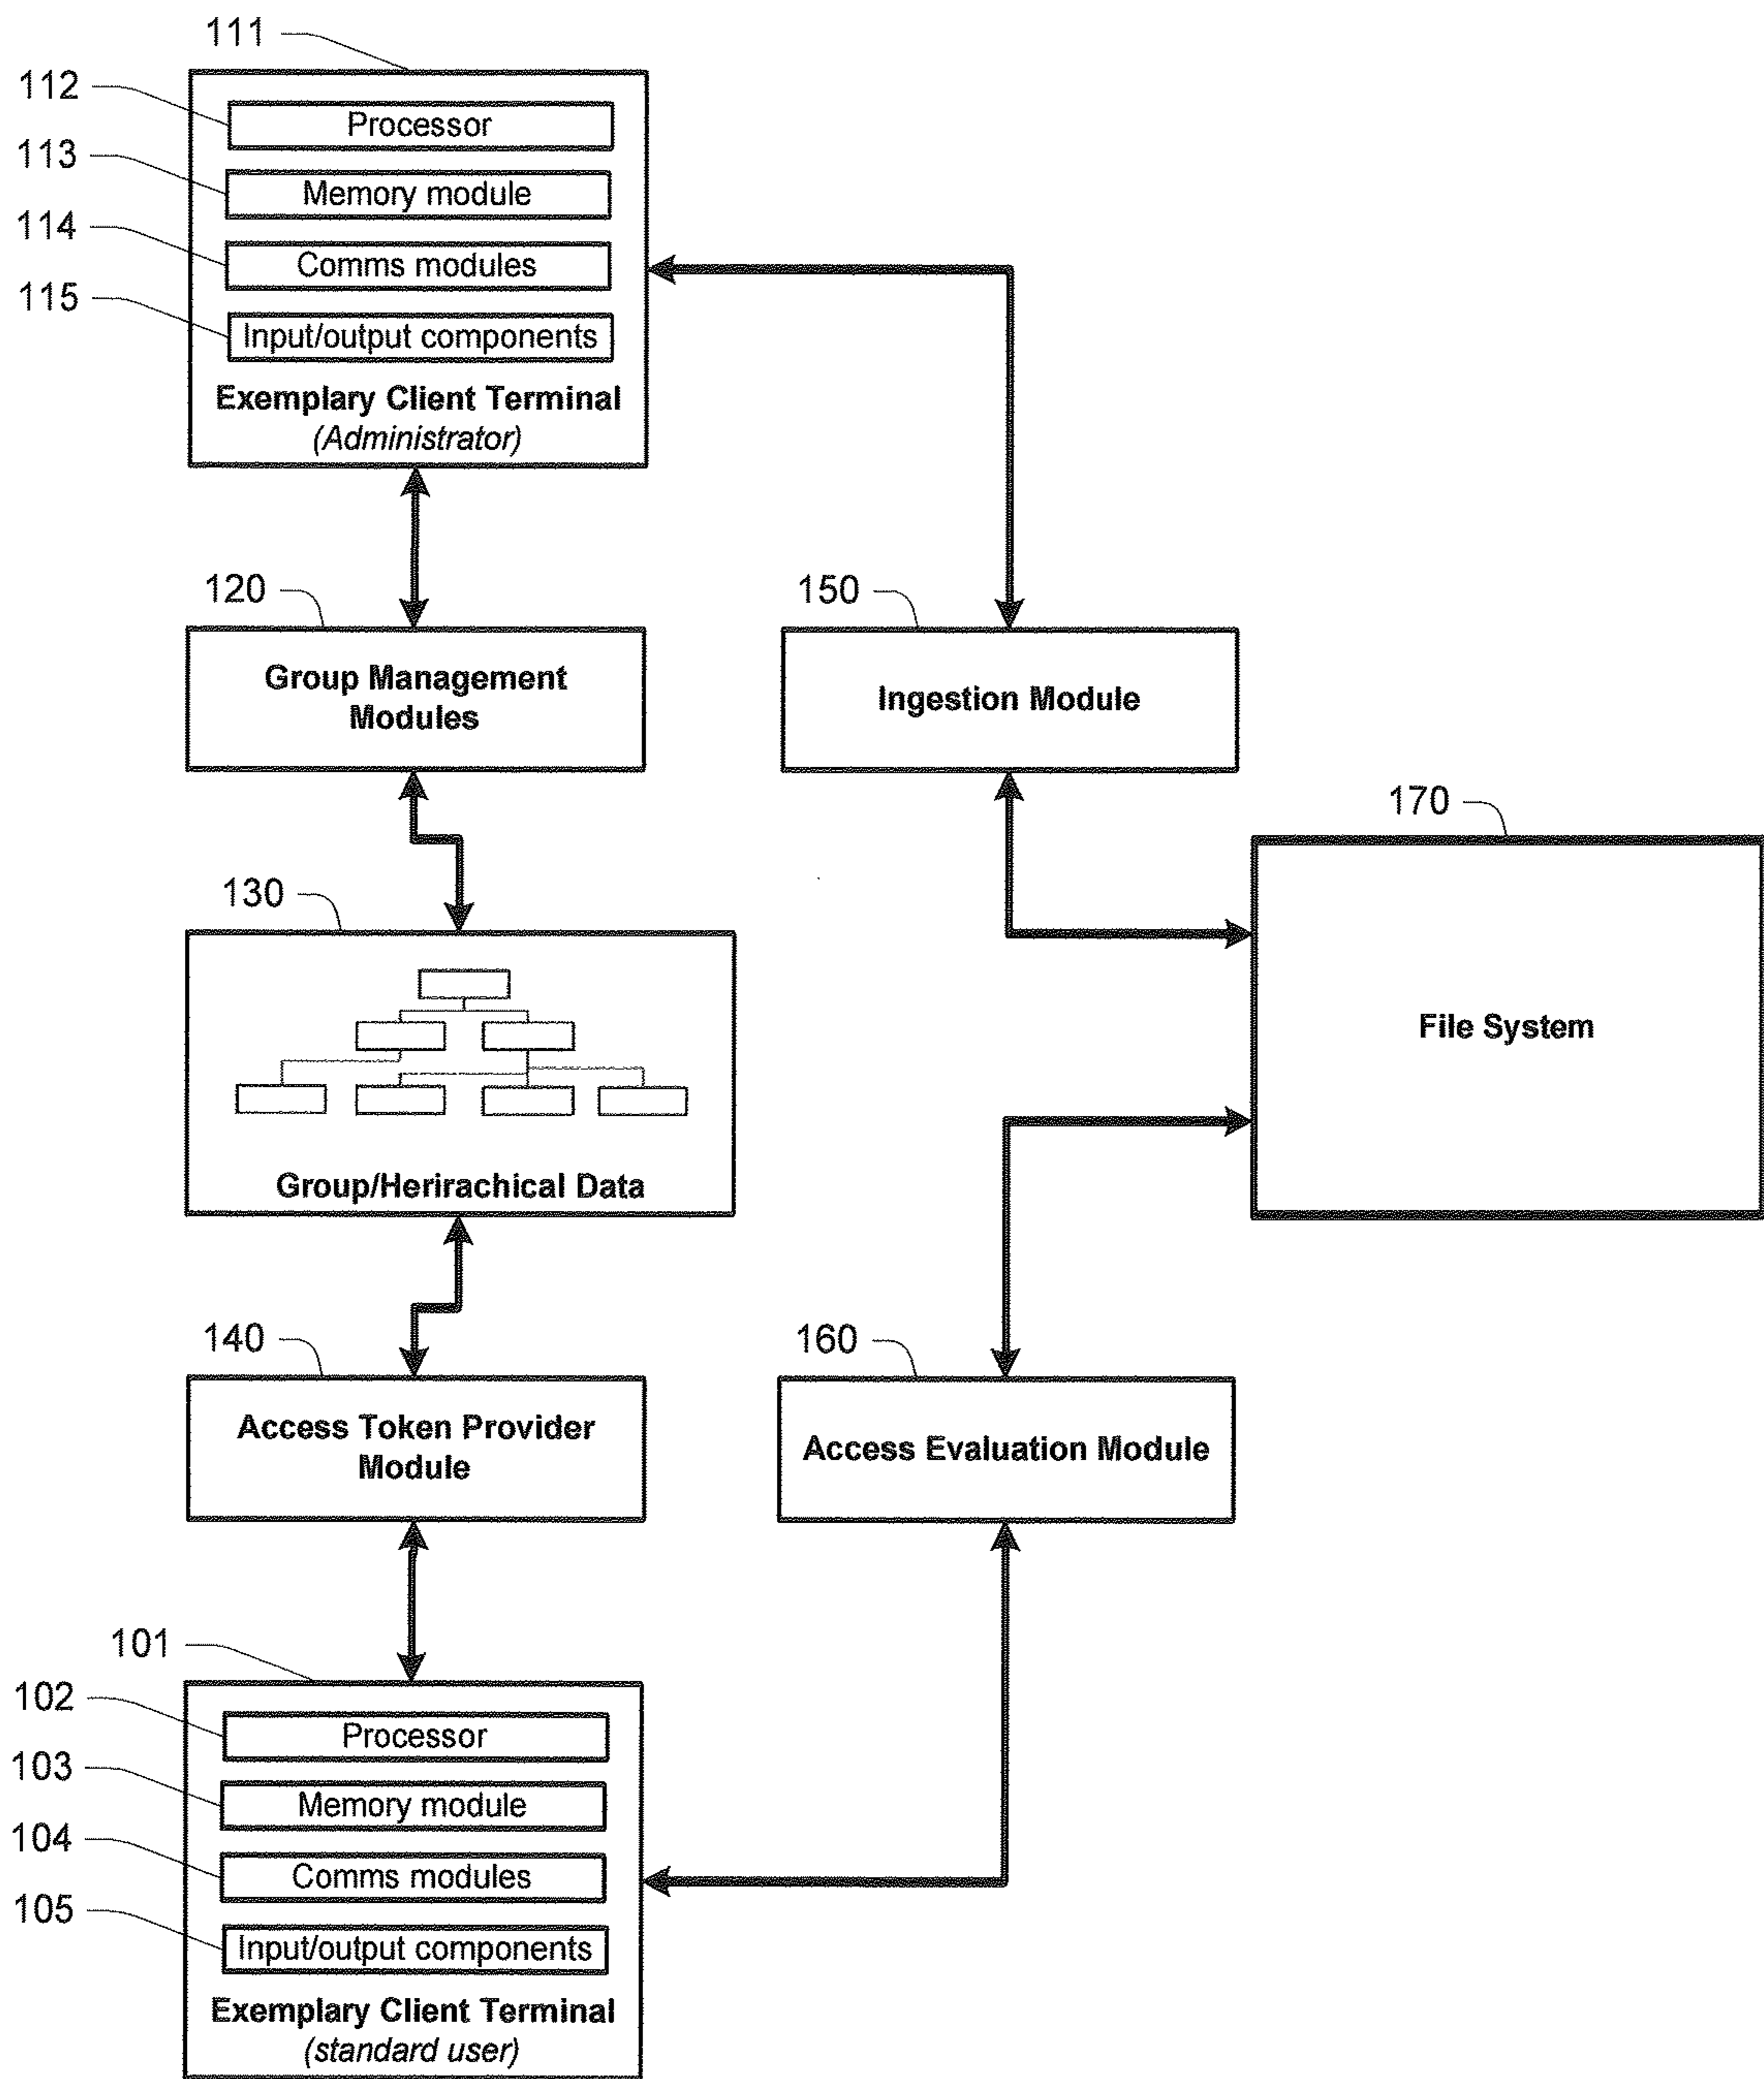 111
112
Processor
113
Memory module
114
Comms modules
115
Input/output components
Exemplary Client Terminal
(Administrator)
120
Group Management
Modules
150
Ingestion Module
170
File System
130
Group/Herirachical Data
140
Access Token Provider
Module
160
Access Evaluation Module
101
102
Processor
103
Memory module
104
Comms modules
105
Input/output components
Exemplary Client Terminal
(standard user)